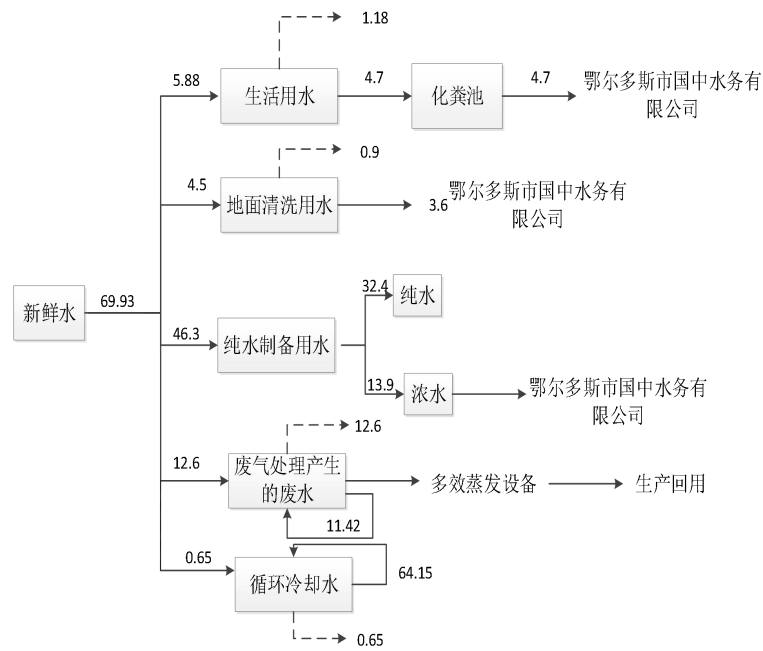 1.18
5.88
生活用水
4.7
化粪池
4.7
鄂尔多斯市国中水务有
限公司
0.9
4.5
地面清洗用水
3.6
鄂尔多斯市国中水务有
限公司
新鲜水
69.93
46.3
纯水制备用水
32.4
纯水
13.9
浓水
鄂尔多斯市国中水务有
限公司
12.6
12.6
废气处理产生
的废水
11.42
多效蒸发设备
生产回用
0.65
循环冷却水
64.15
0.65